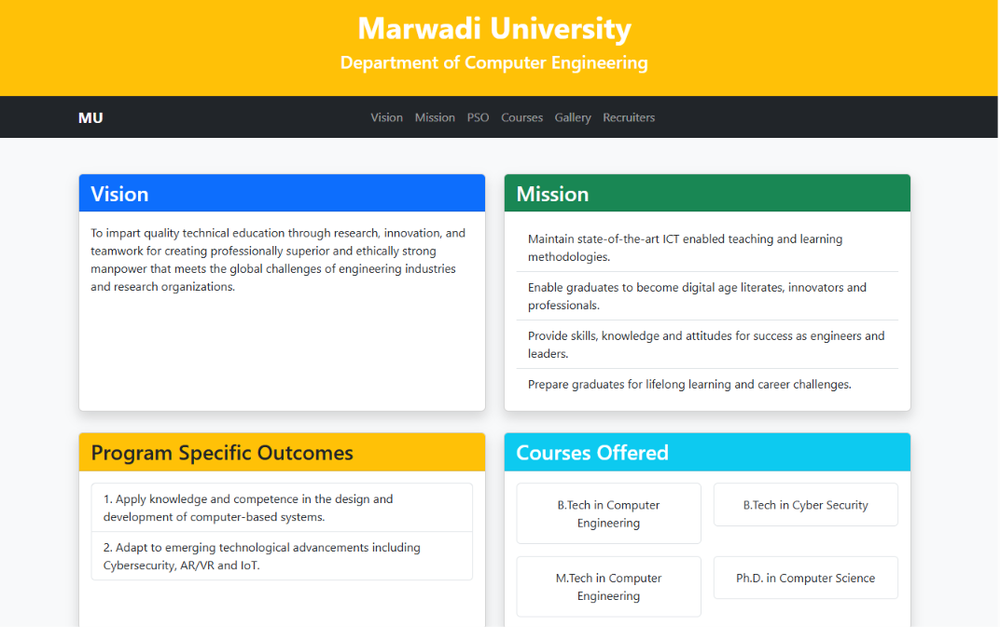 Marwadi University
Department of Computer Engineering
MU
Vision Mission PSO Courses Gallery Recruiters
Vision
To impart quality technical education through research, innovation, and
teamwork for creating professionally superior and ethically strong
manpower that meets the global challenges of engineering industries
and research organizations.
Mission
Maintain state-of-the-art ICT enabled teaching and learning
methodologies.
Enable graduates to become digital age literates, innovators and
professionals.
Provide skills, knowledge and attitudes for success as engineers and
leaders.
Prepare graduates for lifelong learning and career challenges.
Program Specific Outcomes
1. Apply knowledge and competence in the design and
development of computer-based systems.
2. Adapt to emerging technological advancements including
Cybersecurity, AR/VR and IoT.
Courses Offered
B.Tech in Computer
Engineering
B.Tech in Cyber Security
M.Tech in Computer
Engineering
Ph.D. in Computer Science